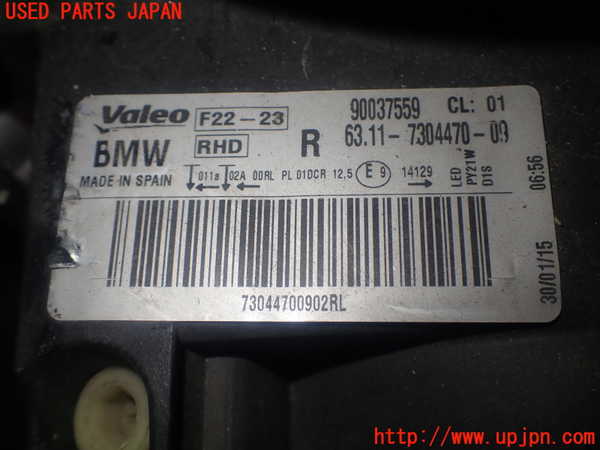 USED PARTS JAPAN
Valeo F22-23 90037559 CL: 01
BMW RHD R 63.11-7304470-09
MADE IN SPAIN 011a 02A 00RL PL 01DCR 12,5 E 9 14129 LED PY21W D1S
30/01/15 06:56
73044700902RL
https://www.upjpn.com/